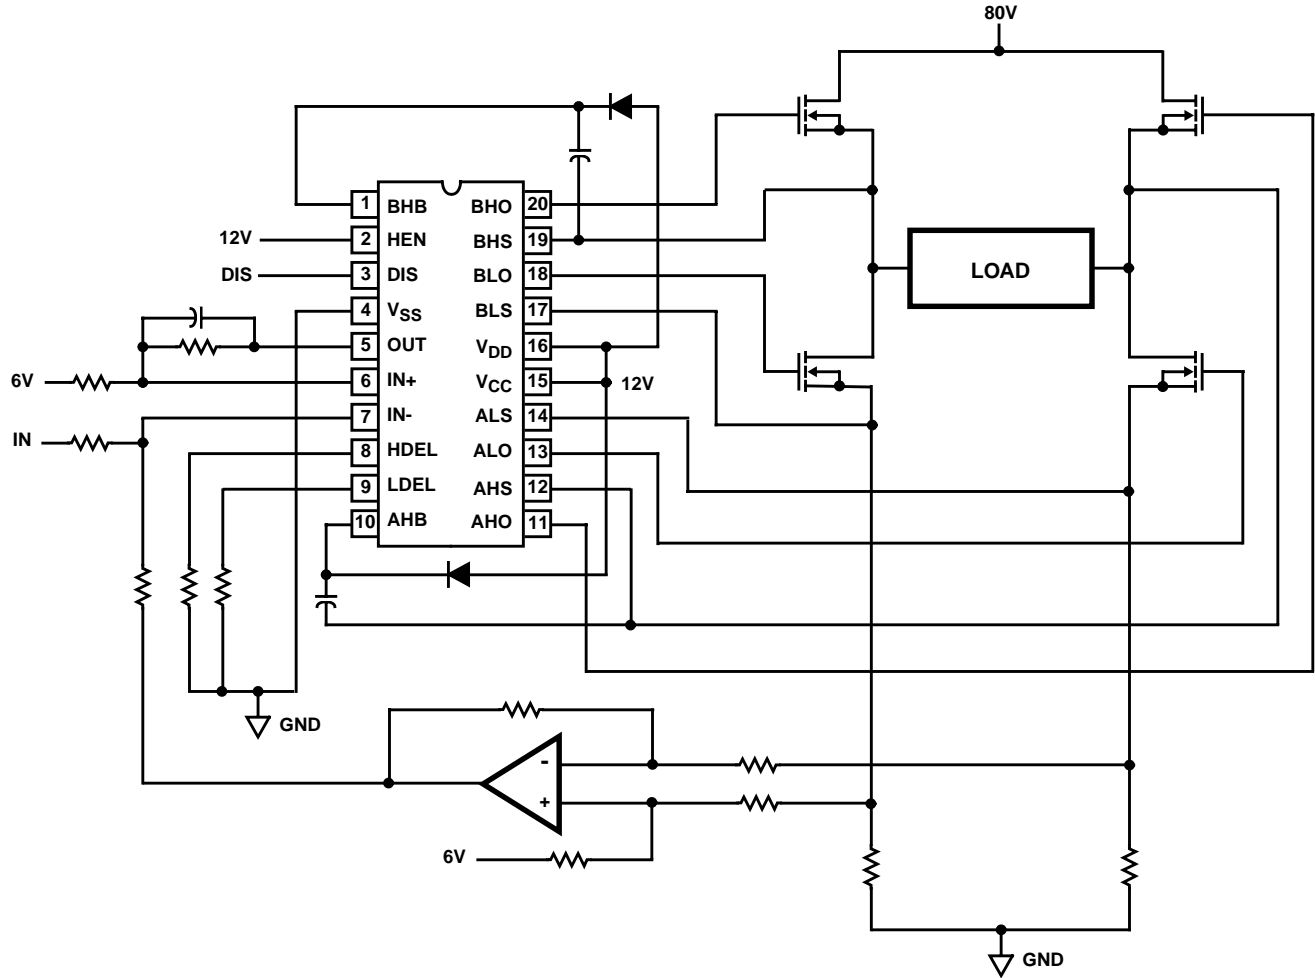 80V
1 BHB BHO 20
12V 2 HEN BHS 19
DIS 3 DIS BLO 18
LOAD
4 VSS BLS 17
5 OUT VDD 16
6V 6 IN+ VCC 15 12V
7 IN- ALS 14
IN
8 HDEL ALO 13
9 LDEL AHS 12
10 AHB AHO 11
GND
-
+
6V
GND